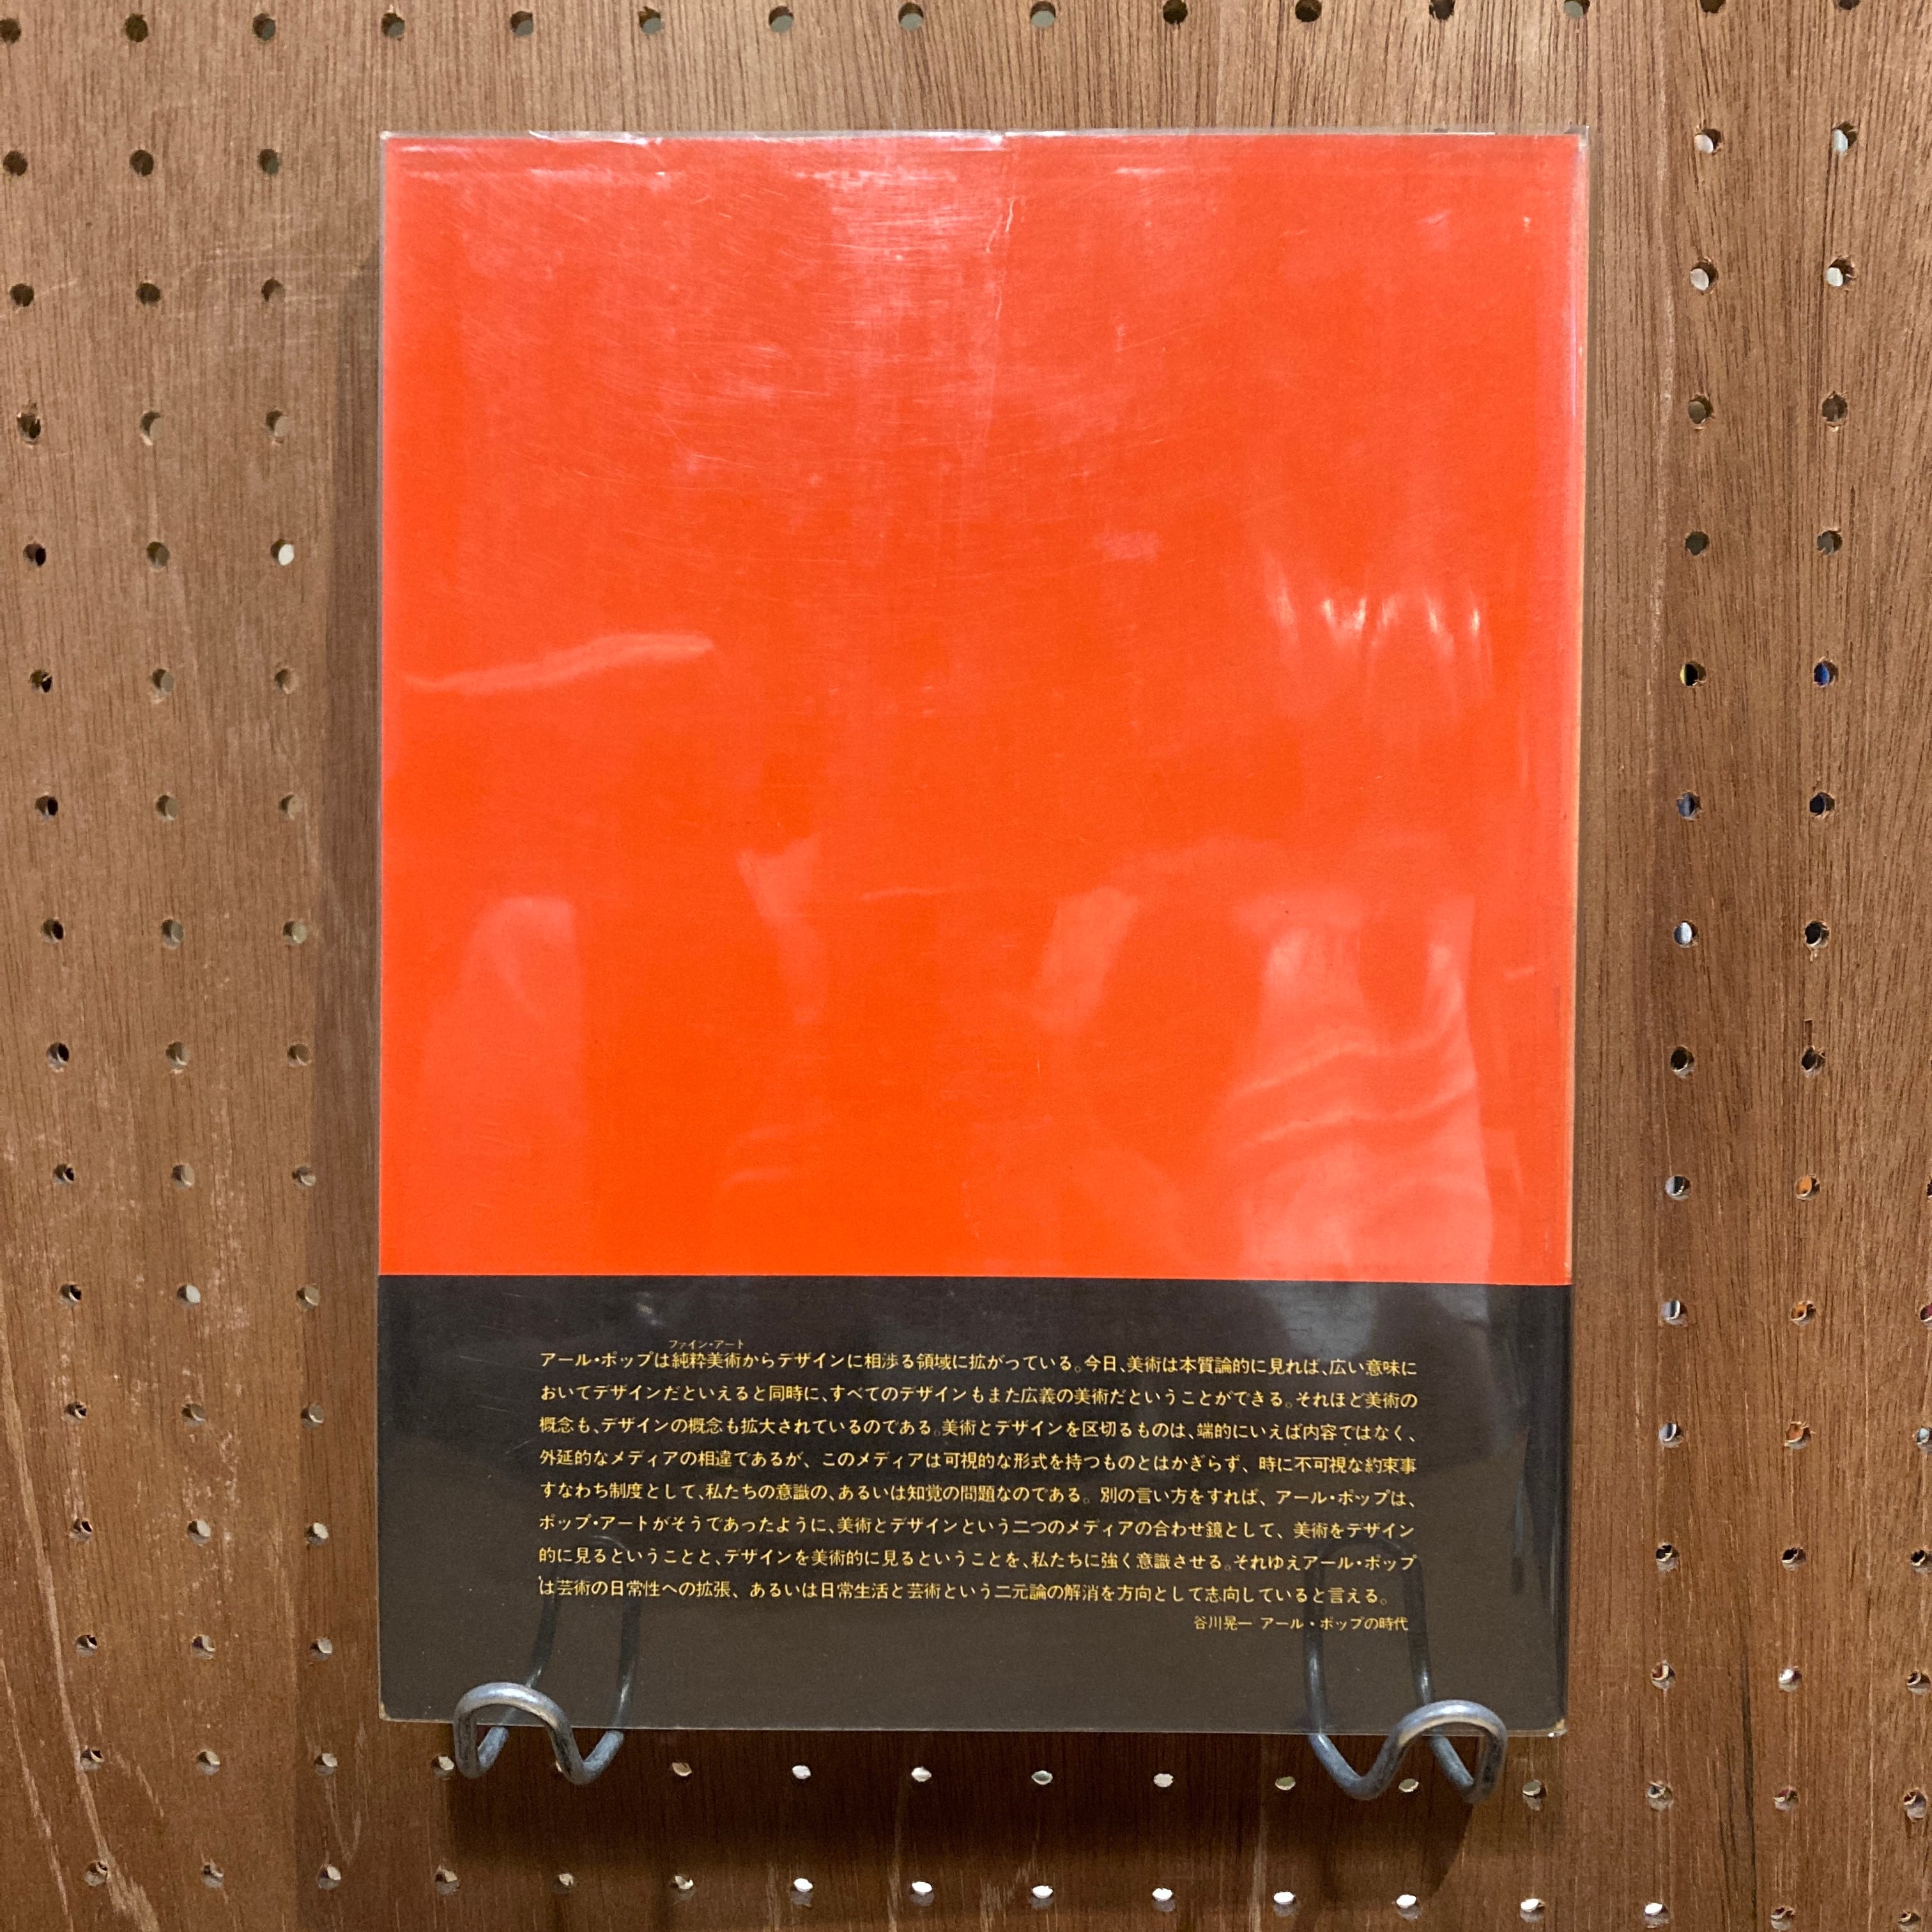 ファイン・アート
アール・ポップは純粋美術からデザインに相渉る領域に拡がっている。今日、美術は本質論的に見れば、広い意味に
おいてデザインだといえると同時に、すべてのデザインもまた広義の美術だということができる。それほど美術の
概念も、デザインの概念も拡大されているのである。美術とデザインを区切るものは、端的にいえば内容ではなく、
外延的なメディアの相違であるが、このメディアは可視的な形式を持つものとはかぎらず、時に不可視な約束事
すなわち制度として、私たちの意識の、あるいは知覚の問題なのである。別の言い方をすれば、アール・ポップは、
ポップ・アートがそうであったように、美術とデザインという二つのメディアの合わせ鏡として、美術をデザイン
的に見るということと、デザインを美術的に見るということを、私たちに強く意識させる。それゆえアール・ポップ
は芸術の日常性への拡張、あるいは日常生活と芸術という二元論の解消を方向として志向していると言える。
谷川晃一 アール・ポップの時代